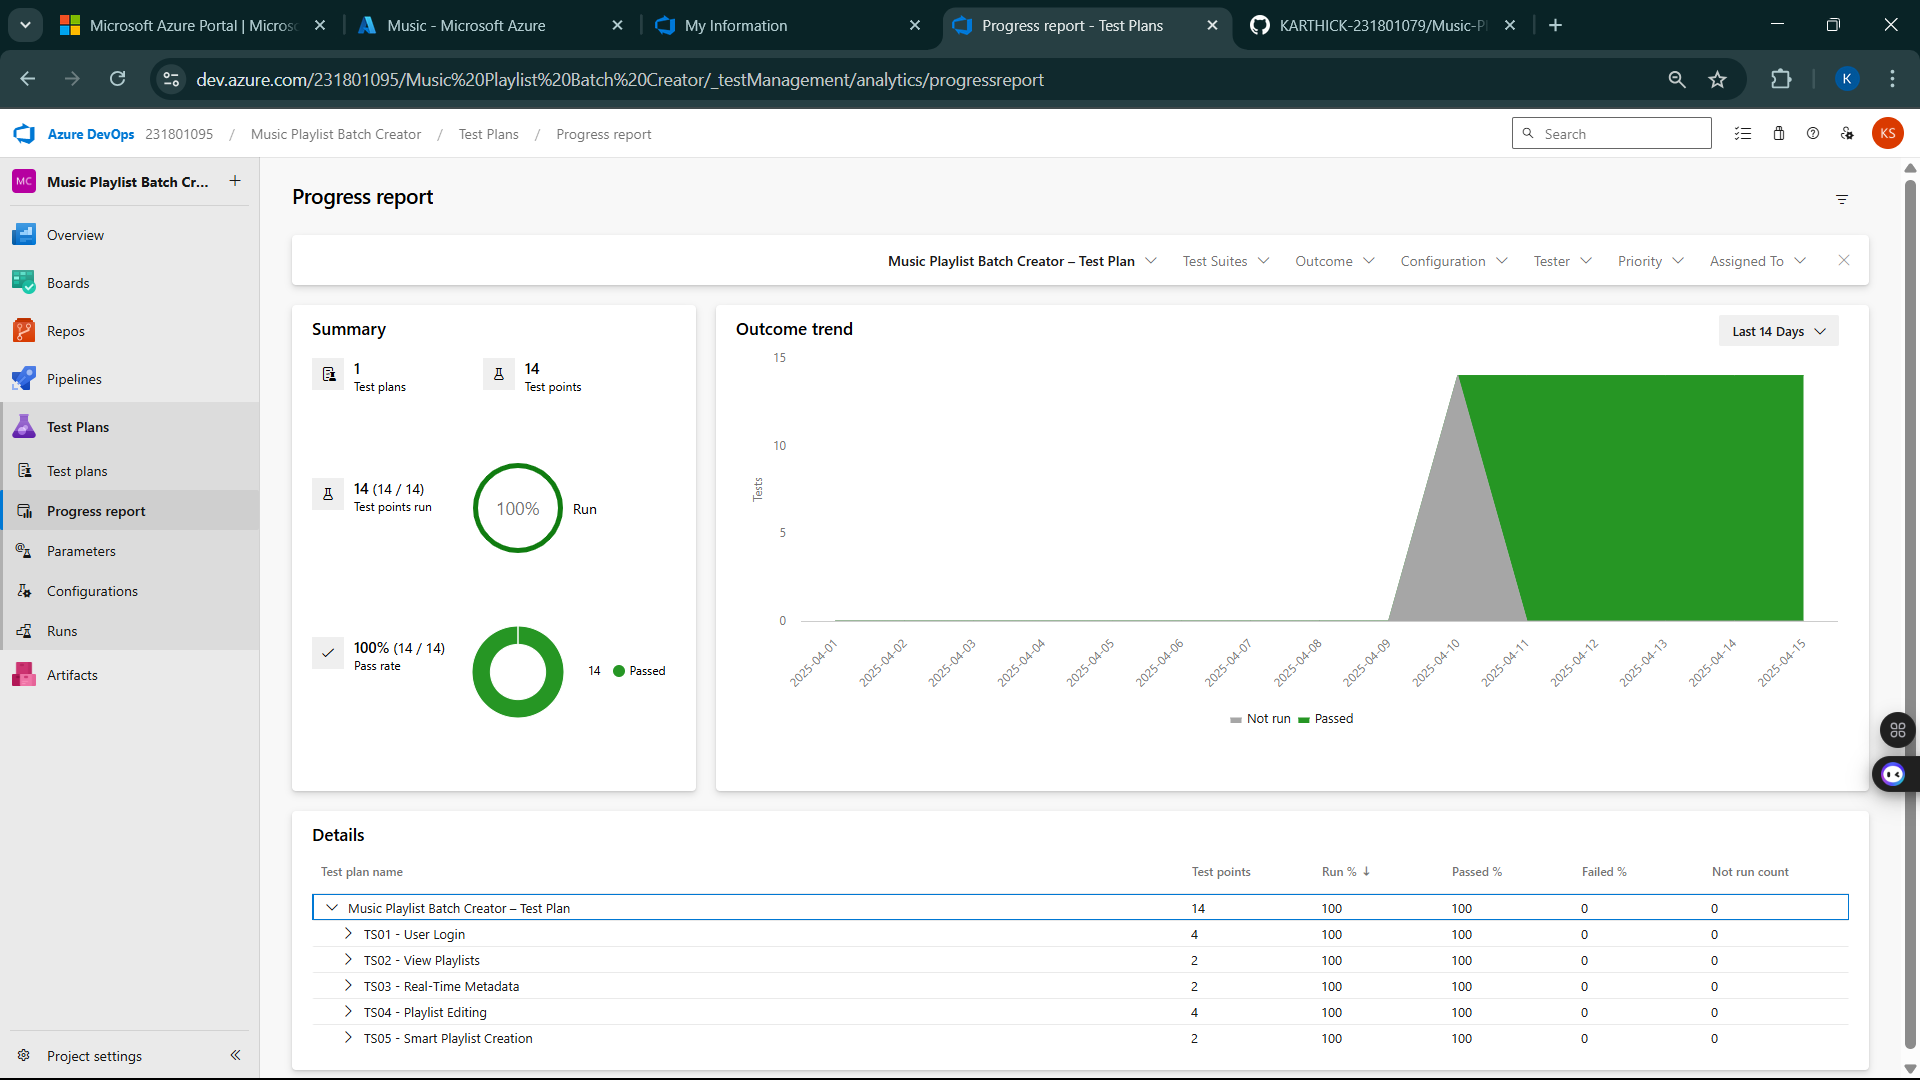 Microsoft Azure Portal | Micros
Music - Microsoft Azure
My Information
Progress report - Test Plans
KARTHICK-231801079/Music-Pl
dev.azure.com/231801095/Music%20Playlist%20Batch%20Creator/_testManagement/analytics/progressreport
K
Azure DevOps 231801095 / Music Playlist Batch Creator / Test Plans / Progress report
Search
KS
MC Music Playlist Batch Cr... +
Overview
Boards
Repos
Pipelines
Test Plans
Test plans
Progress report
Parameters
Configurations
Runs
Artifacts
Project settings
Progress report
Music Playlist Batch Creator – Test Plan Test Suites Outcome Configuration Tester Priority Assigned To
Summary
1
Test plans
14
Test points
14 (14 / 14)
Test points run
100%
Run
100% (14 / 14)
Pass rate
14 Passed
Outcome trend
Last 14 Days
15
10
5
0
Tests
2025-04-01
2025-04-02
2025-04-03
2025-04-04
2025-04-05
2025-04-06
2025-04-07
2025-04-08
2025-04-09
2025-04-10
2025-04-11
2025-04-12
2025-04-13
2025-04-14
2025-04-15
Not run Passed
Details
Test plan name Test points Run % Passed % Failed % Not run count
Music Playlist Batch Creator – Test Plan 14 100 100 0 0
TS01 - User Login 4 100 100 0 0
TS02 - View Playlists 2 100 100 0 0
TS03 - Real-Time Metadata 2 100 100 0 0
TS04 - Playlist Editing 4 100 100 0 0
TS05 - Smart Playlist Creation 2 100 100 0 0